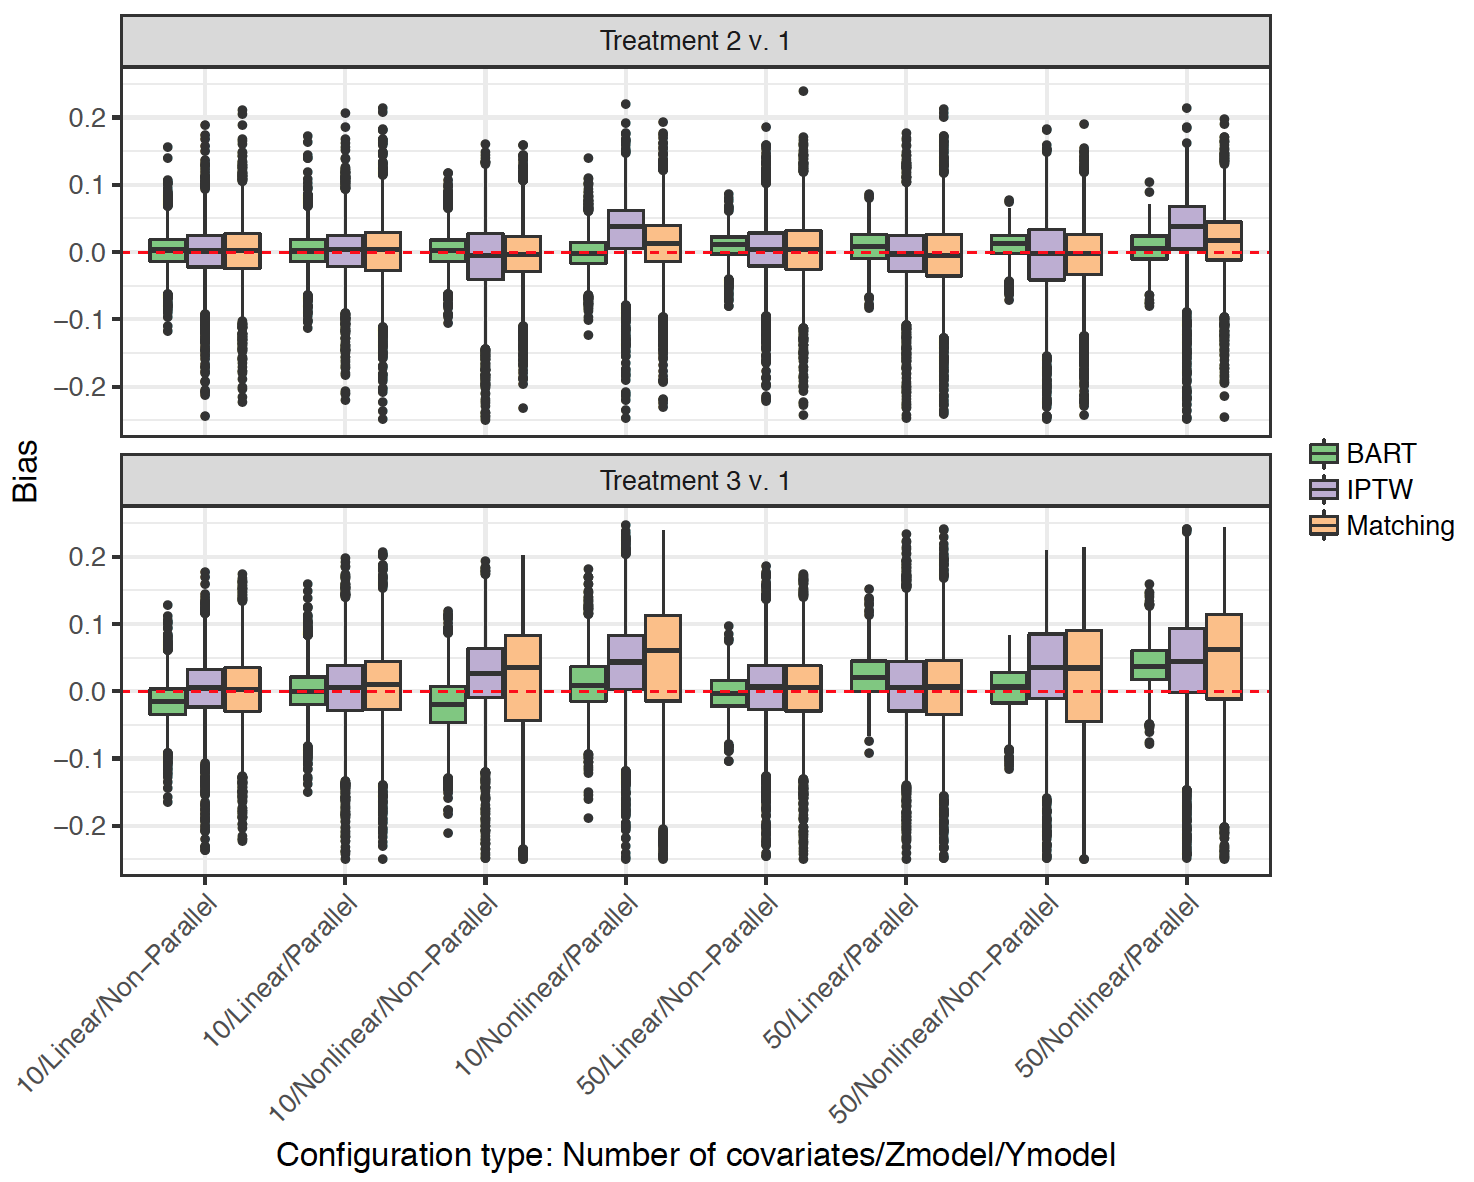 Treatment 2 v. 1
0.2
0.1
0.0
−0.1
−0.2
Treatment 3 v. 1
0.2
0.1
0.0
−0.1
−0.2
Bias
BART
IPTW
Matching
10/Linear/Non−Parallel
10/Linear/Parallel
10/Nonlinear/Non−Parallel
10/Nonlinear/Parallel
50/Linear/Non−Parallel
50/Linear/Parallel
50/Nonlinear/Non−Parallel
50/Nonlinear/Parallel
Configuration type: Number of covariates/Zmodel/Ymodel